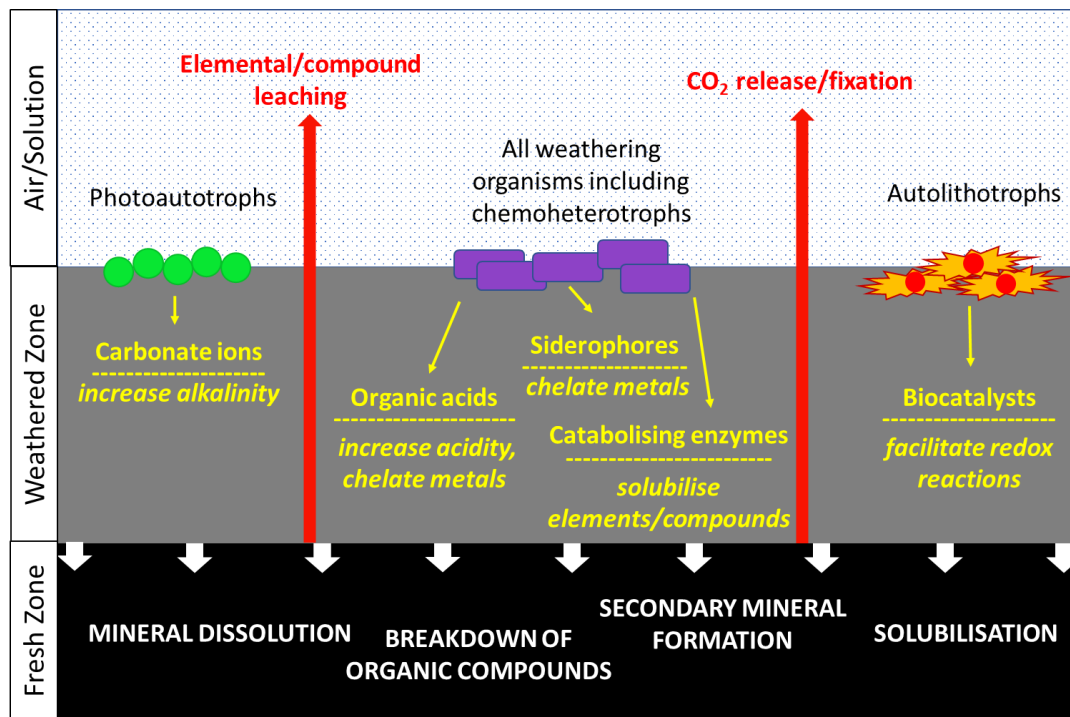 Air/Solution
Elemental/compound
leaching
CO₂ release/fixation
All weathering
organisms including
chemoheterotrophs
Photoautotrophs
Autolithotrophs
Weathered Zone
Carbonate ions
increase alkalinity
Organic acids
increase acidity,
chelate metals
Siderophores
chelate metals
Catabolising enzymes
solubilise
elements/compounds
Biocatalysts
facilitate redox
reactions
Fresh Zone
MINERAL DISSOLUTION
BREAKDOWN OF
ORGANIC COMPOUNDS
SECONDARY MINERAL
FORMATION
SOLUBILISATION